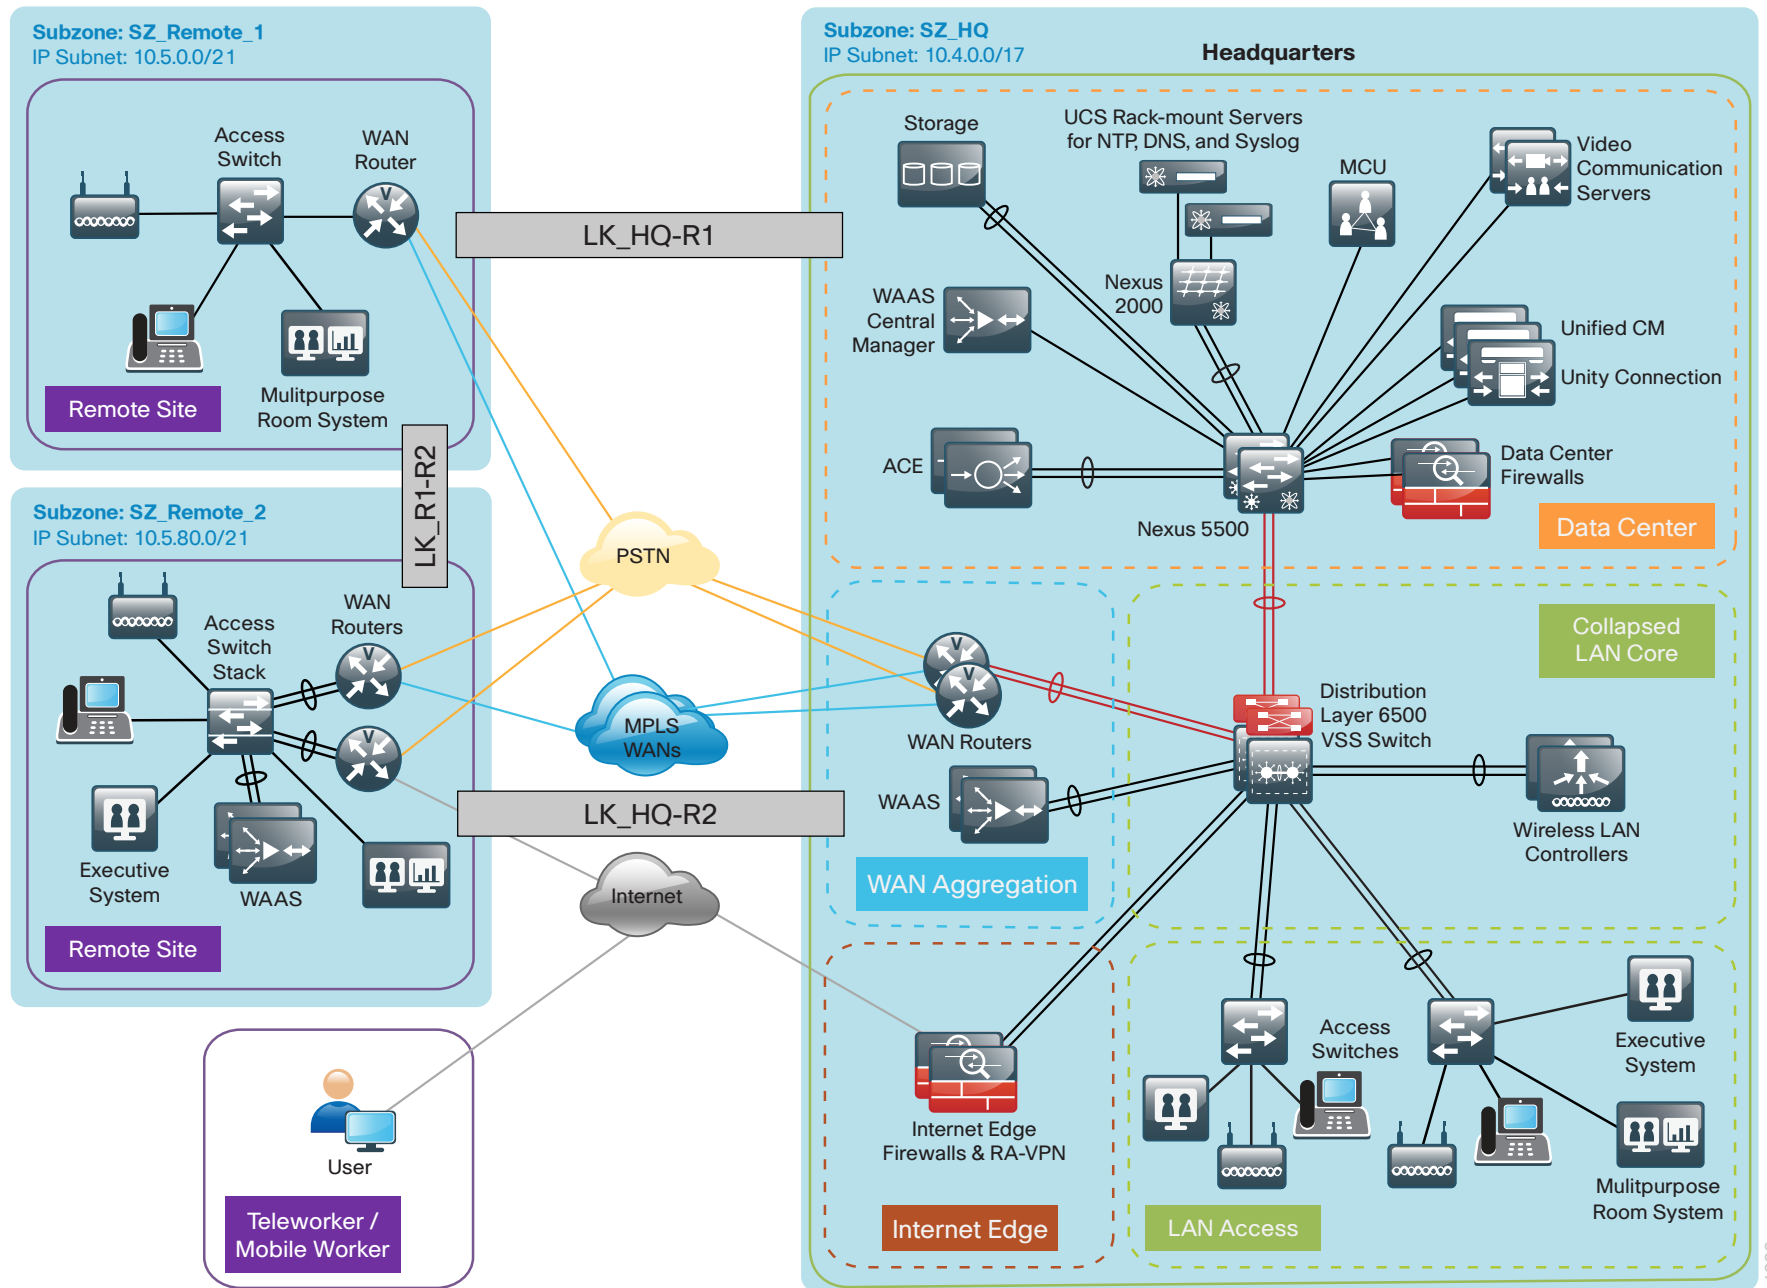 Subzone: SZ_Remote_1
IP Subnet: 10.5.0.0/21
Access
Switch
WAN
Router
V
Mulitpurpose
Room System
Remote Site
LK_R1-R2
Subzone: SZ_Remote_2
IP Subnet: 10.5.80.0/21
WAN
Routers
Access
Switch
Stack
V
V
Executive
System
WAAS
Remote Site
User
Teleworker /
Mobile Worker
LK_HQ-R1
PSTN
MPLS
WANs
LK_HQ-R2
Internet
Subzone: SZ_HQ
IP Subnet: 10.4.0.0/17
Headquarters
Storage
UCS Rack-mount Servers
for NTP, DNS, and Syslog
MCU
Video
Communication
Servers
WAAS
Central
Manager
Nexus
2000
Unified CM
Unity Connection
ACE
Data Center
Firewalls
Nexus 5500
Data Center
V
V
WAN Routers
WAAS
WAN Aggregation
Collapsed
LAN Core
Distribution
Layer 6500
VSS Switch
Wireless LAN
Controllers
Internet Edge
Firewalls & RA-VPN
Internet Edge
Access
Switches
Executive
System
Mulitpurpose
Room System
LAN Access